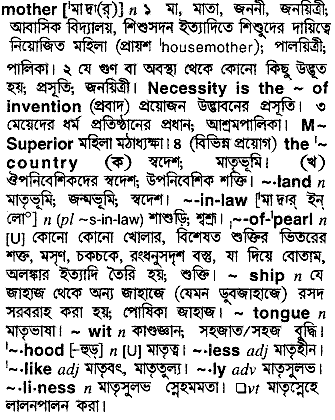 mother [ˈমাদ্যা(র্)] n ১ মা, মাতা, জননী, জনয়িত্রী;
আবাসিক বিদ্যালয়, শিশুসদন ইত্যাদিতে শিশুদের দায়িত্বে
নিয়োজিত মহিলা (প্রায়শ ˈhousemother); পালয়িত্রী;
পালিকা। ২ যে গুণ বা অবস্থা থেকে কোনো কিছু উদ্ভূত
হয়; প্রসূতি; জনয়িত্রী। Necessity is the ~ of
invention (প্রবাদ) প্রয়োজন উদ্ভাবনের প্রসূতি। ৩
মেয়েদের ধর্ম প্রতিষ্ঠানের প্রধান; আশ্রমপালিকা। M~
Superior মহিলা মঠাধ্যক্ষা। ৪ (বিভিন্ন প্রয়োগ) the ˈ~
country (ক) স্বদেশ; মাতৃভূমি। (খ)
ঔপনিবেশিকদের স্বদেশ; উপনিবেশিক শক্তি। ~.land n
মাতৃভূমি; জন্মভূমি; স্বদেশ। ~-in-law [ˈমাদার্ ইন্
লোº] n (pl ~s-in-law) শাশুড়ি; শ্বশ্রূ। ˌ~-of-ˈpearl n
[U] কোনো কোনো খোলার, বিশেষত শুক্তির ভিতরের
শক্ত, মসৃণ, চকচকে, রংধনুসদৃশ বস্তু, যা দিয়ে বোতাম,
অলঙ্কার ইত্যাদি তৈরি হয়; শুক্তি। ~ ship n যে
জাহাজ থেকে অন্য জাহাজে (যেমন ডুবজাহাজে) রসদ
সরবরাহ করা হয়; পোষিকা জাহাজ। ~ tongue n
মাতৃভাষা। ~ wit n কাণ্ডজ্ঞান; সহজাত/সহজ বুদ্ধি।
ˈ~.hood [-হুড্] n [U] মাতৃত্ব। ~.less adj মাতৃহীন।
ˈ~.like adj মাতৃবৎ, মাতৃতুল্য। ~.ly adv মাতৃসুলভ।
~.li.ness n মাতৃসুলভ স্নেহমমতা। □vt মাতৃস্নেহে
লালনপালন করা।